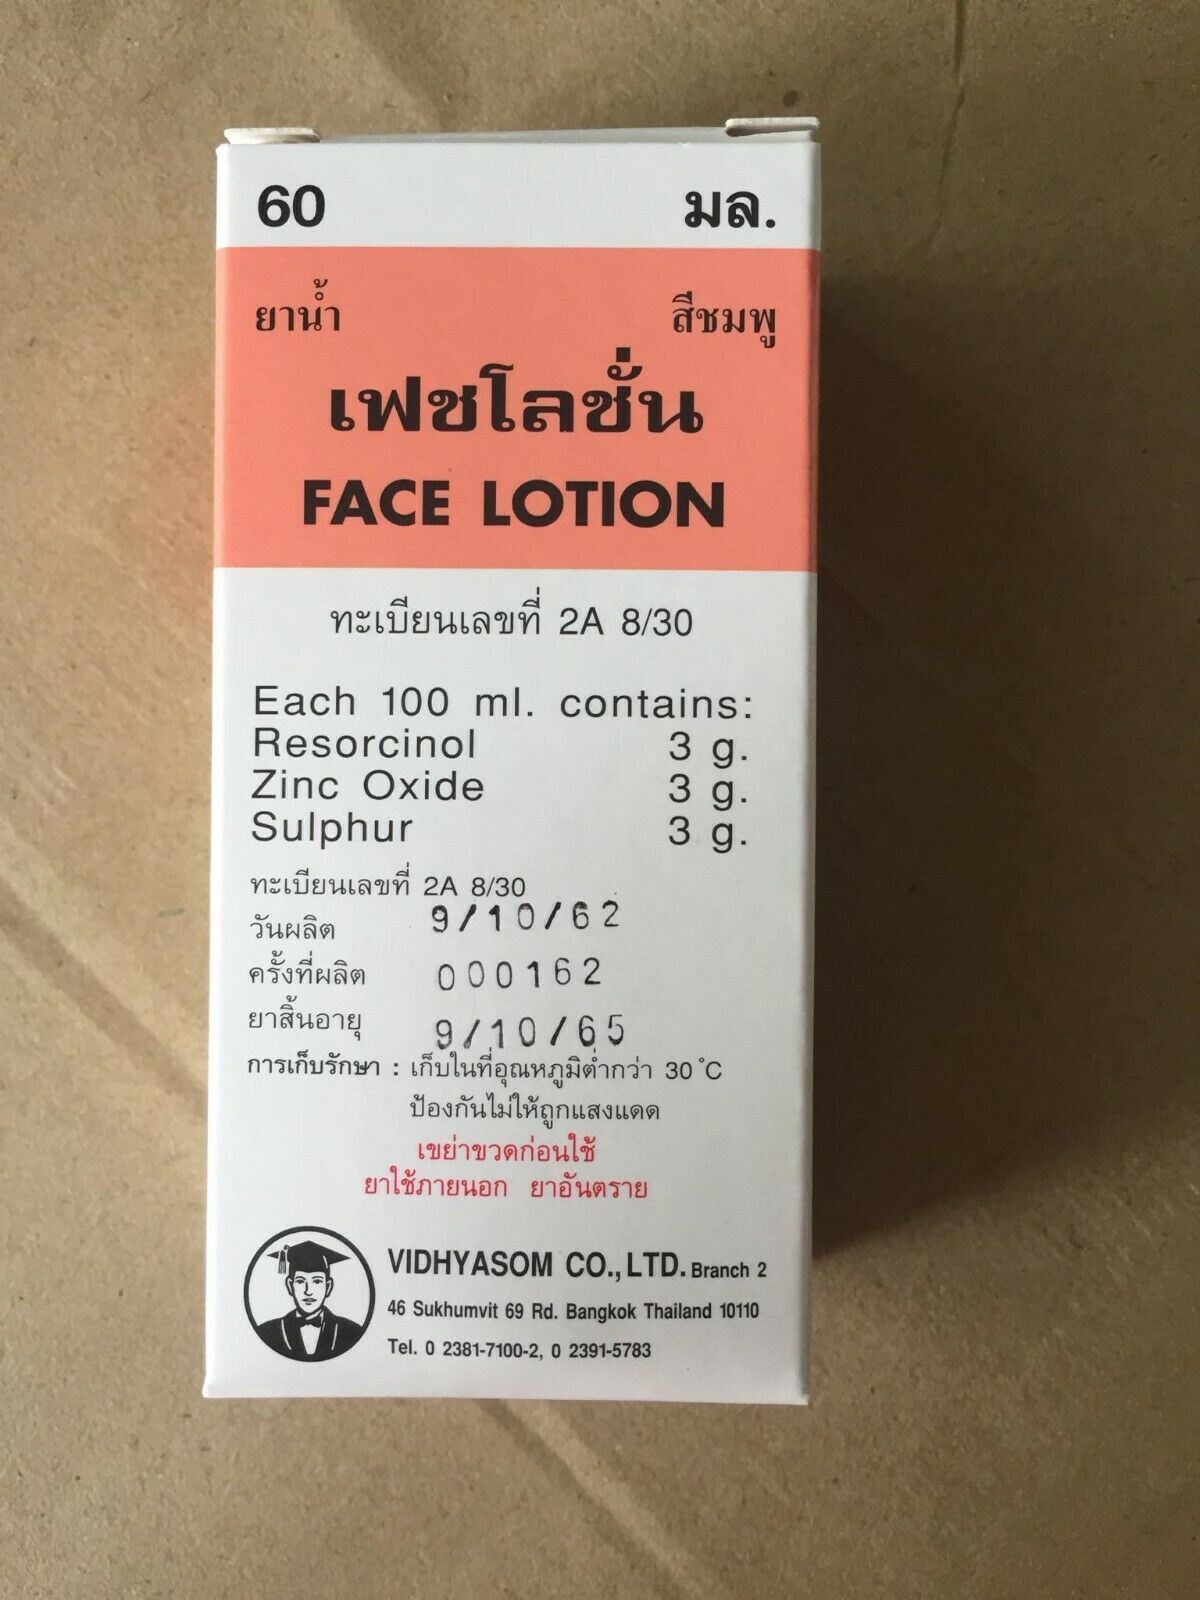 60 มล.
ยาน้ำ สีชมพู
เฟซโลชั่น
FACE LOTION
ทะเบียนเลขที่ 2A 8/30
Each 100 ml. contains:
Resorcinol 3 g.
Zinc Oxide 3 g.
Sulphur 3 g.
ทะเบียนเลขที่ 2A 8/30
วันผลิต 9/10/62
ครั้งที่ผลิต 000162
ยาสิ้นอายุ 9/10/65
การเก็บรักษา : เก็บในที่อุณหภูมิต่ำกว่า 30 °C
ป้องกันไม่ให้ถูกแสงแดด
เขย่าขวดก่อนใช้
ยาใช้ภายนอก ยาอันตราย
VIDHYASOM CO., LTD. Branch 2
46 Sukhumvit 69 Rd. Bangkok Thailand 10110
Tel. 0 2381-7100-2, 0 2391-5783